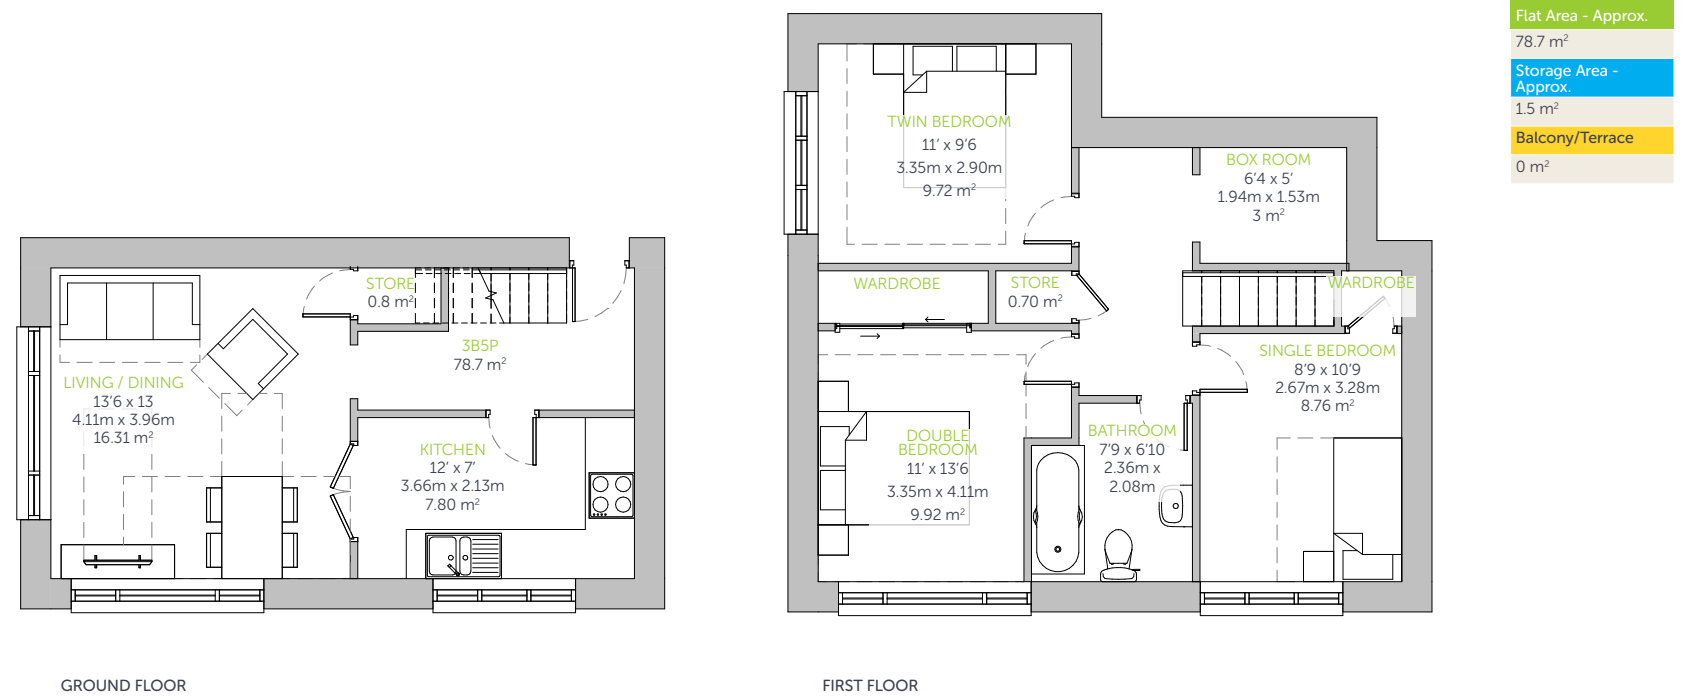 STORE
0.8 m²
3B5P
78.7 m²
LIVING / DINING
13’6 x 13
4.11m x 3.96m
16.31 m²
KITCHEN
12’ x 7’
3.66m x 2.13m
7.80 m²
GROUND FLOOR
TWIN BEDROOM
11’ x 9’6
3.35m x 2.90m
9.72 m²
BOX ROOM
6’4 x 5’
1.94m x 1.53m
3 m²
WARDROBE
STORE
0.70 m²
WARDROBE
SINGLE BEDROOM
8’9 x 10’9
2.67m x 3.28m
8.76 m²
DOUBLE
BEDROOM
11’ x 13’6
3.35m x 4.11m
9.92 m²
BATHROOM
7’9 x 6’10
2.36m x
2.08m
FIRST FLOOR
Flat Area - Approx.
78.7 m²
Storage Area -
Approx.
1.5 m²
Balcony/Terrace
0 m²